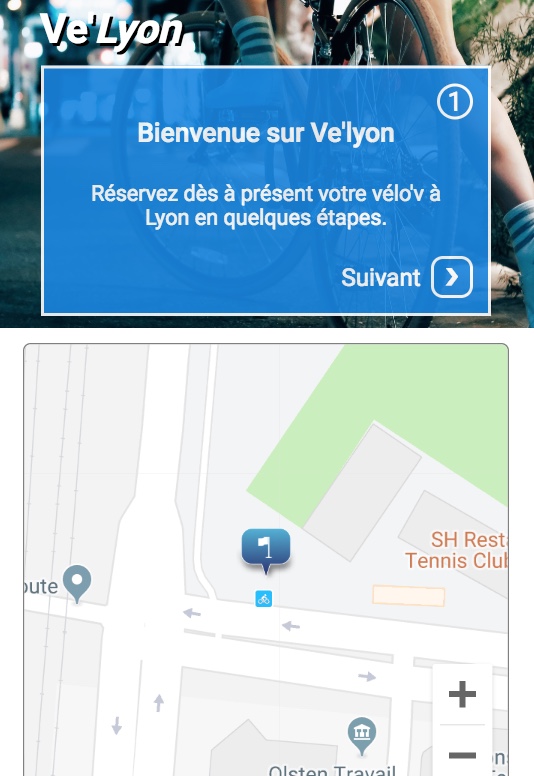 Ve'Lyon
1
Bienvenue sur Ve'lyon
Réservez dès à présent votre vélo'v à
Lyon en quelques étapes.
Suivant
SH Resta
Tennis Club
oute
+
−
Olsten Travail